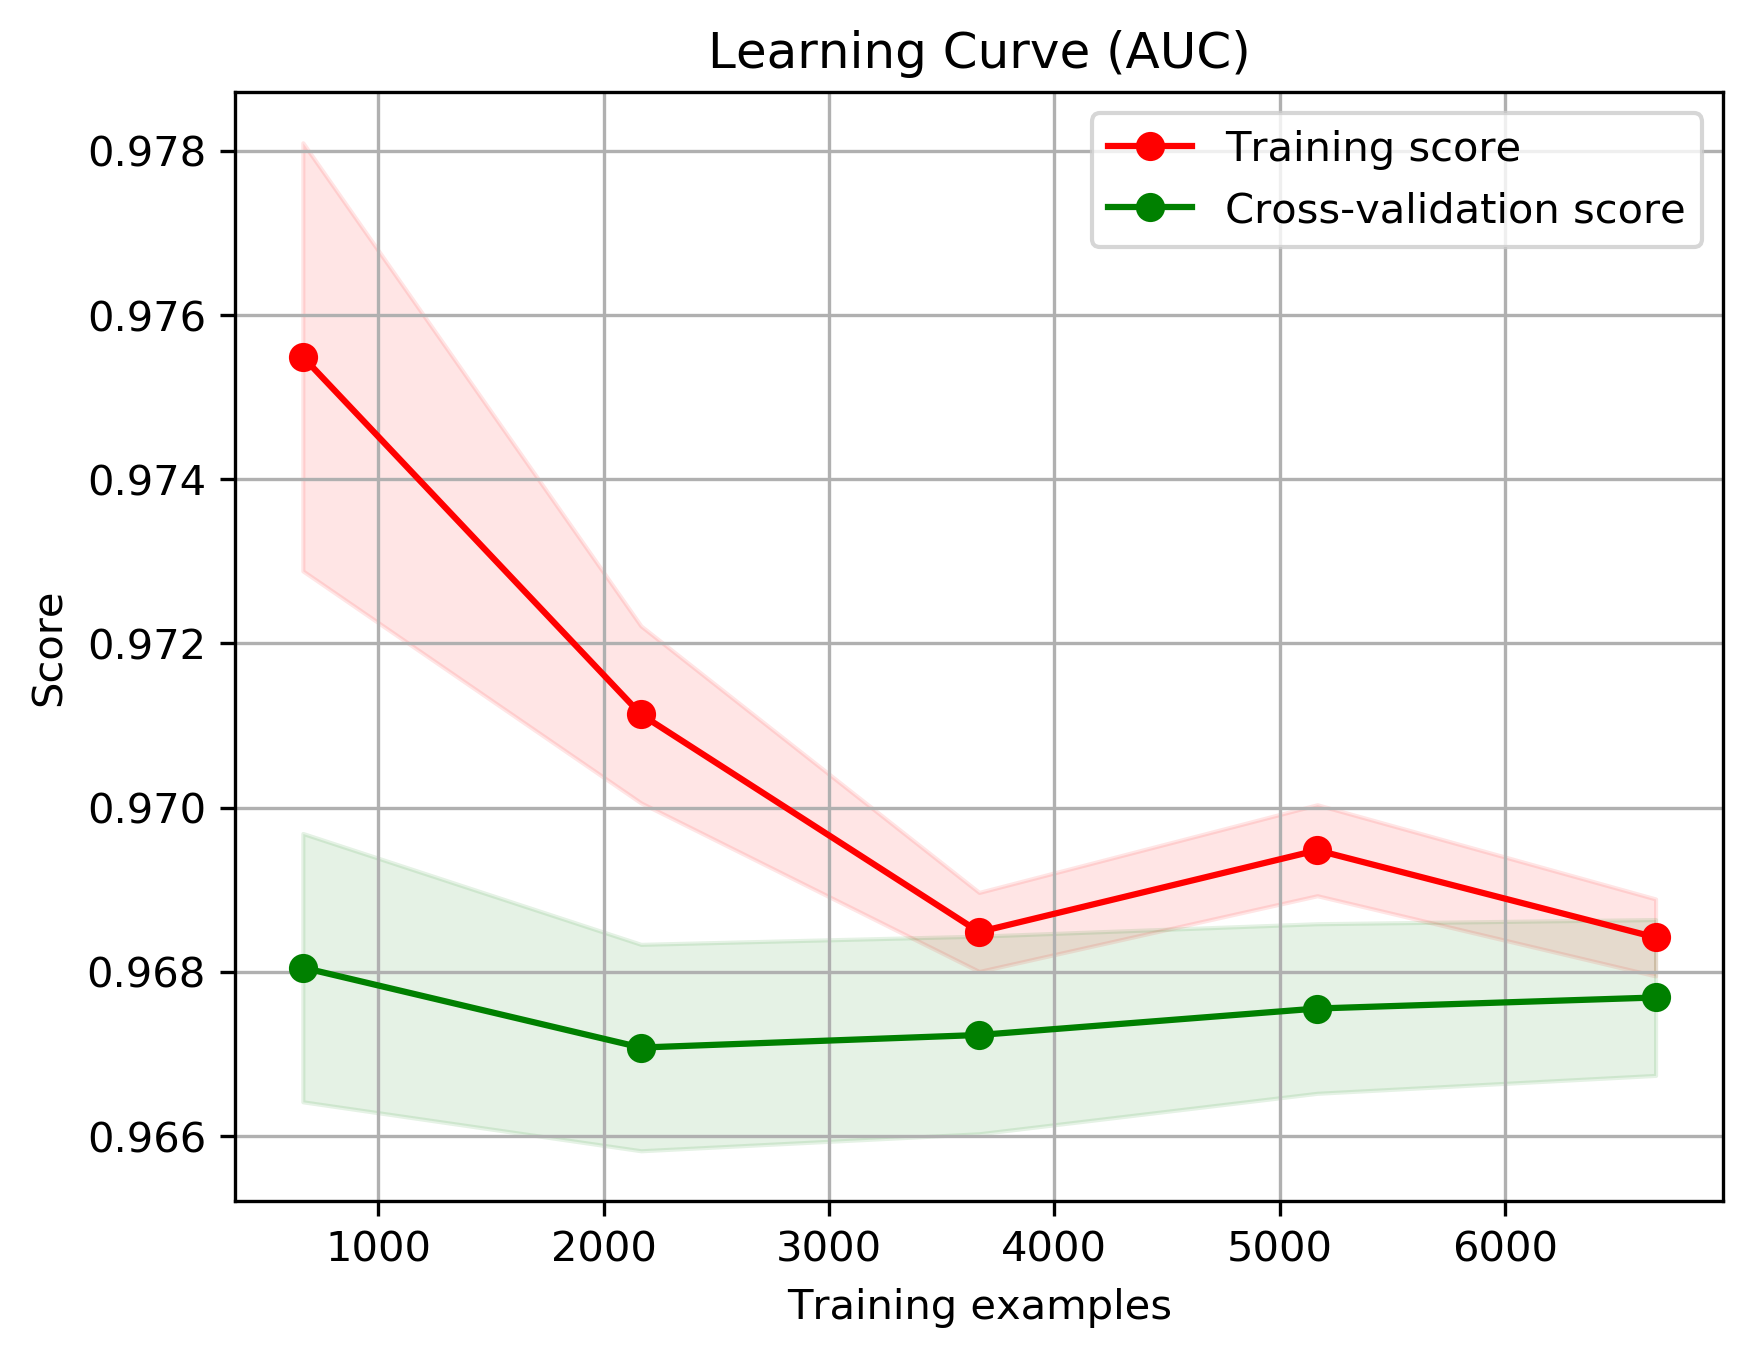 Learning Curve (AUC)
Training score
Cross-validation score
0.978
0.976
0.974
0.972
0.970
0.968
0.966
Score
1000 2000 3000 4000 5000 6000
Training examples